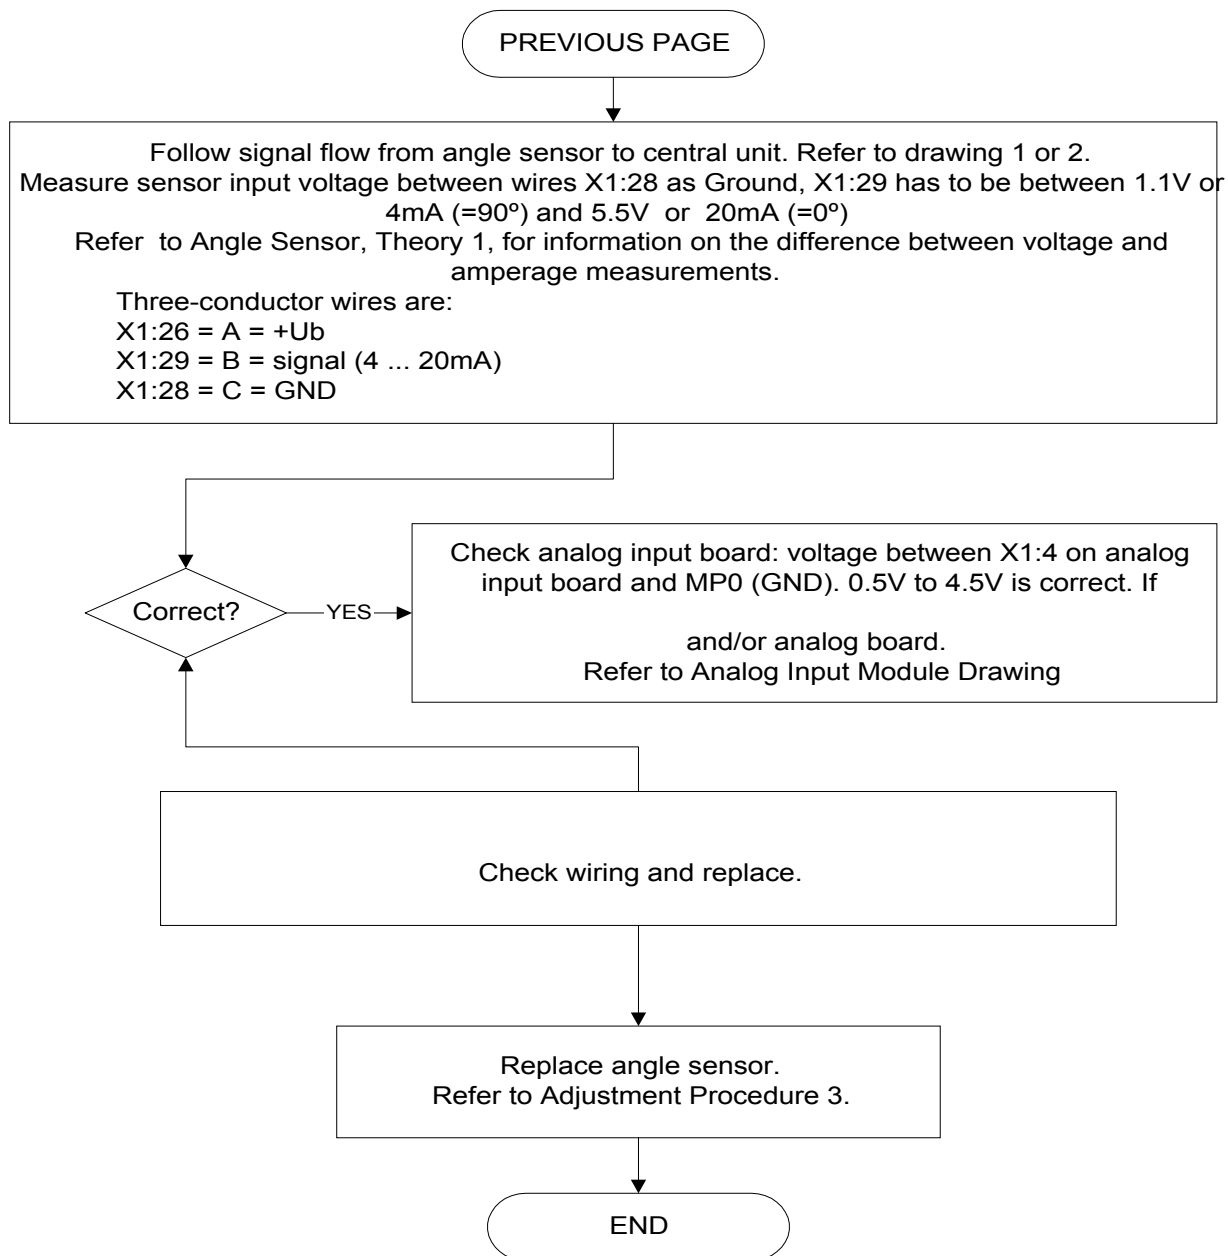 PREVIOUS PAGE
Follow signal flow from angle sensor to central unit. Refer to drawing 1 or 2.
Measure sensor input voltage between wires X1:28 as Ground, X1:29 has to be between 1.1V or
4mA (=90º) and 5.5V or 20mA (=0º)
Refer to Angle Sensor, Theory 1, for information on the difference between voltage and
amperage measurements.
Three-conductor wires are:
X1:26 = A = +Ub
X1:29 = B = signal (4 ... 20mA)
X1:28 = C = GND
Correct?
YES
Check analog input board: voltage between X1:4 on analog
input board and MP0 (GND). 0.5V to 4.5V is correct. If
and/or analog board.
Refer to Analog Input Module Drawing
Check wiring and replace.
Replace angle sensor.
Refer to Adjustment Procedure 3.
END